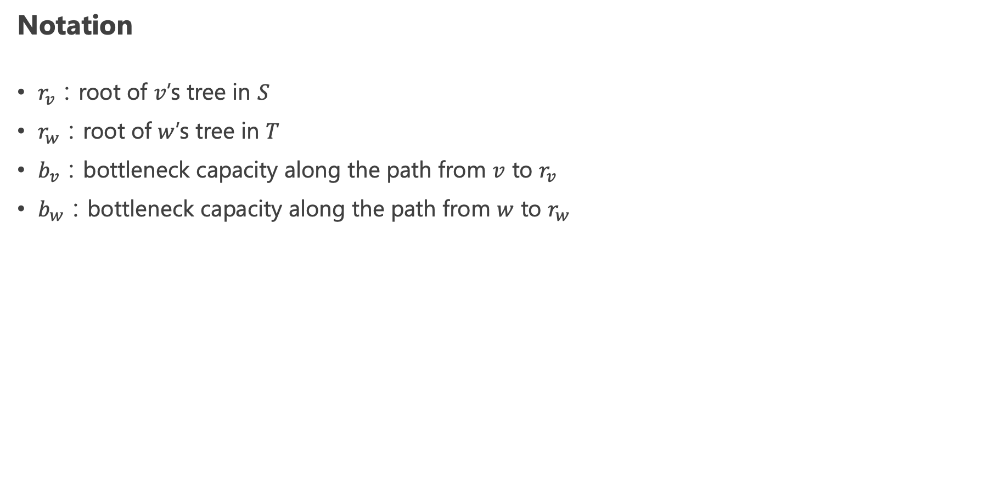 Notation
• r_v : root of v's tree in S
• r_w : root of w's tree in T
• b_v : bottleneck capacity along the path from v to r_v
• b_w : bottleneck capacity along the path from w to r_w